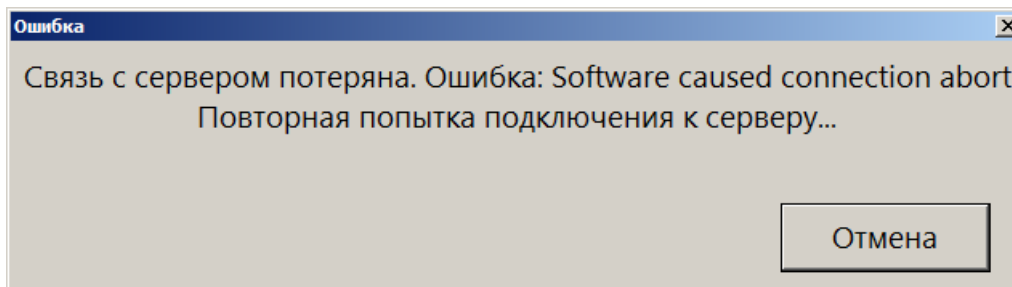 Ошибка
Связь с сервером потеряна. Ошибка: Software caused connection abort
Повторная попытка подключения к серверу...
Отмена